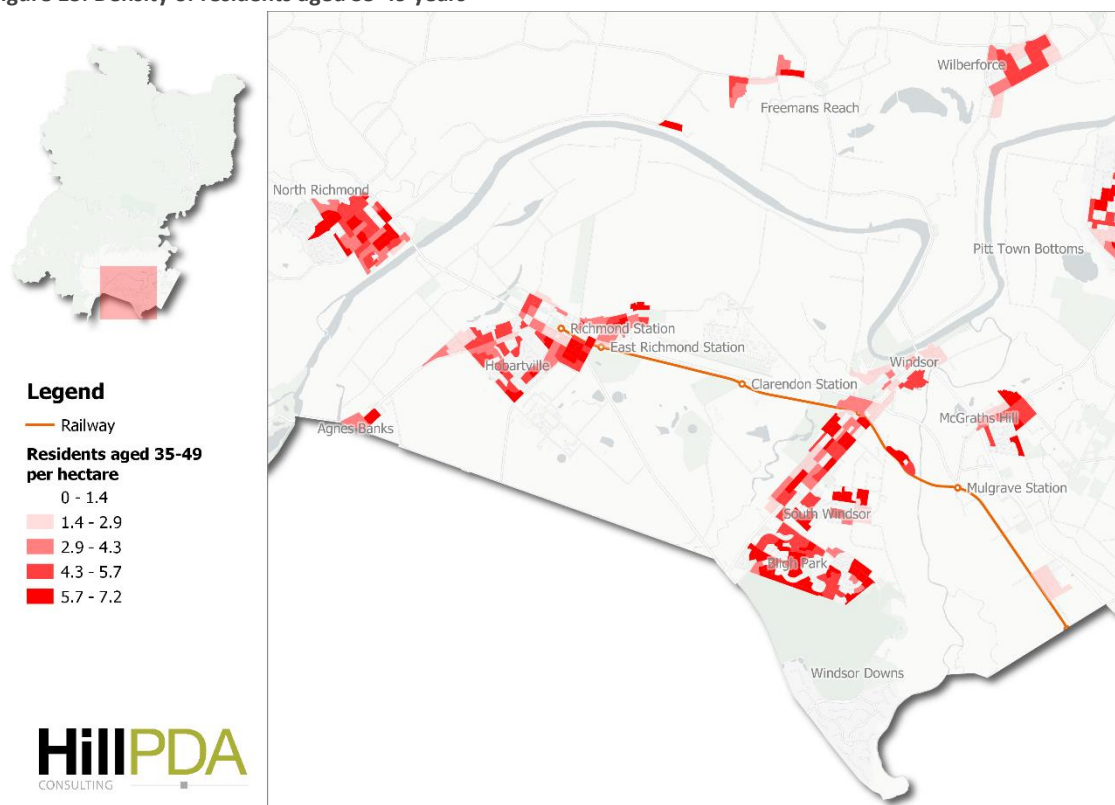 Wilberforce
Freemans Reach
North Richmond
Pitt Town Bottoms
Richmond Station
East Richmond Station
Hobartville
Windsor
Clarendon Station
Legend
Railway
McGraths Hill
Agnes Banks
Residents aged 35-49
per hectare
0 - 1.4
1.4 - 2.9
2.9 - 4.3
4.3 - 5.7
5.7 - 7.2
Mulgrave Station
South Windsor
Bligh Park
Windsor Downs
HillPDA
CONSULTING